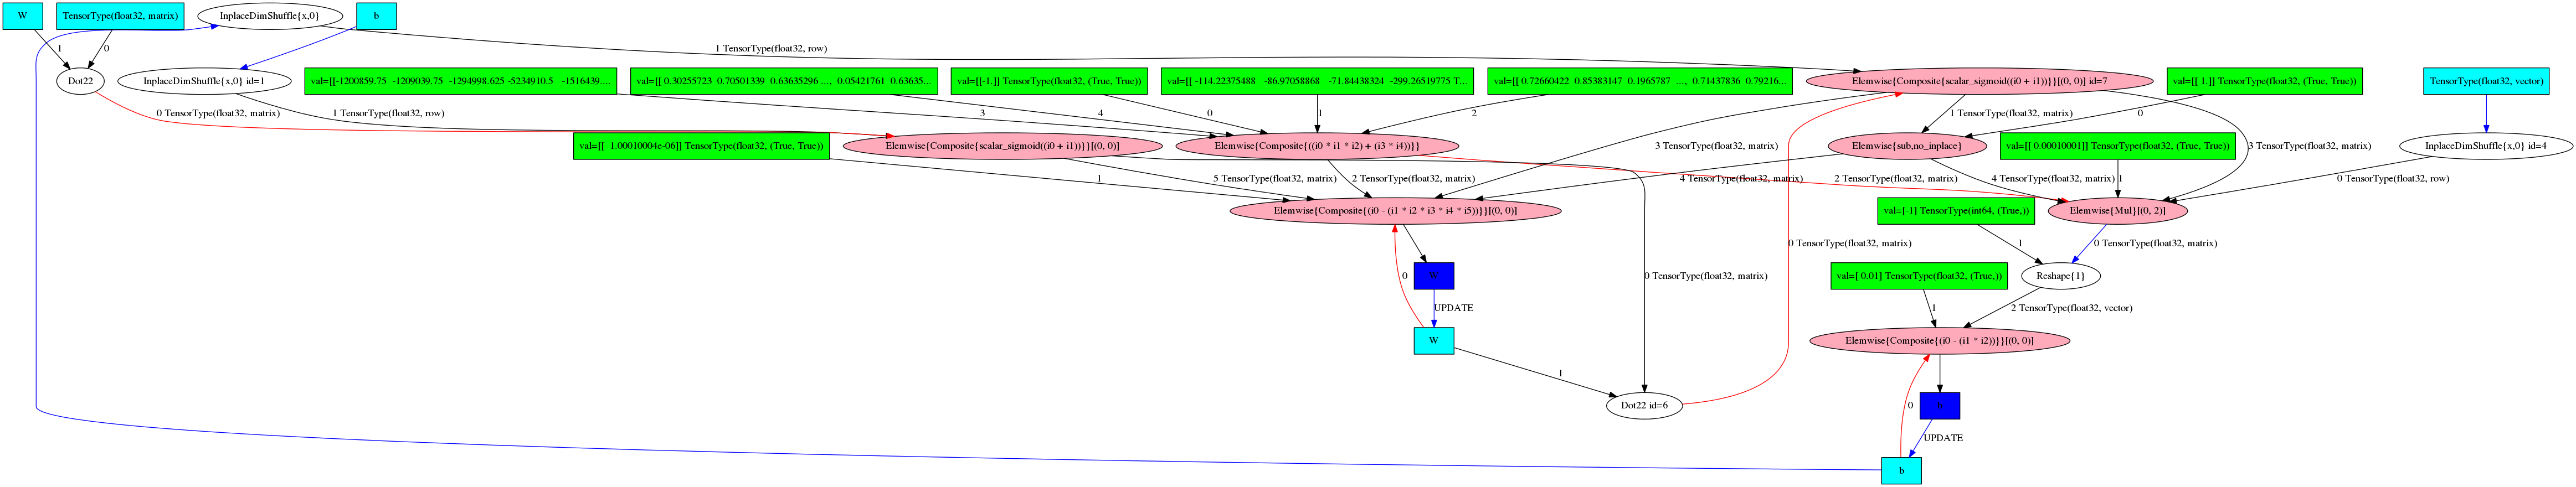 W
TensorType(float32, matrix)
InplaceDimShuffle{x,0}
b
1
0
1 TensorType(float32, row)
Dot22
InplaceDimShuffle{x,0} id=1
val=[[-1200859.75  -1209039.75  -1294998.625 -5234910.5   -1516439....
val=[[ 0.30255723  0.70501339  0.63635296 ...,  0.05421761  0.63635...
val=[[-1.]] TensorType(float32, (True, True))
val=[[ -114.22375488   -86.97058868   -71.84438324  -299.26519775 T...
val=[[ 0.72660422  0.85383147  0.1965787  ...,  0.71437836  0.79216...
Elemwise{Composite{scalar_sigmoid((i0 + i1))}}[(0, 0)] id=7
val=[[ 1.]] TensorType(float32, (True, True))
TensorType(float32, vector)
0 TensorType(float32, matrix)
1 TensorType(float32, row)
3
4
0
1
2
1 TensorType(float32, matrix)
0
val=[[  1.00010004e-06]] TensorType(float32, (True, True))
Elemwise{Composite{scalar_sigmoid((i0 + i1))}}[(0, 0)]
Elemwise{Composite{((i0 * i1 * i2) + (i3 * i4))}}
3 TensorType(float32, matrix)
Elemwise{sub,no_inplace}
val=[[ 0.00010001]] TensorType(float32, (True, True))
3 TensorType(float32, matrix)
InplaceDimShuffle{x,0} id=4
1
5 TensorType(float32, matrix)
2 TensorType(float32, matrix)
4 TensorType(float32, matrix)
2 TensorType(float32, matrix)
4 TensorType(float32, matrix)
1
0 TensorType(float32, row)
Elemwise{Composite{(i0 - (i1 * i2 * i3 * i4 * i5))}}[(0, 0)]
val=[-1] TensorType(int64, (True,))
Elemwise{Mul}[(0, 2)]
0 TensorType(float32, matrix)
1
0 TensorType(float32, matrix)
W
0
0 TensorType(float32, matrix)
val=[ 0.01] TensorType(float32, (True,))
Reshape{1}
UPDATE
1
2 TensorType(float32, vector)
W
Elemwise{Composite{(i0 - (i1 * i2))}}[(0, 0)]
1
Dot22 id=6
0
b
UPDATE
b